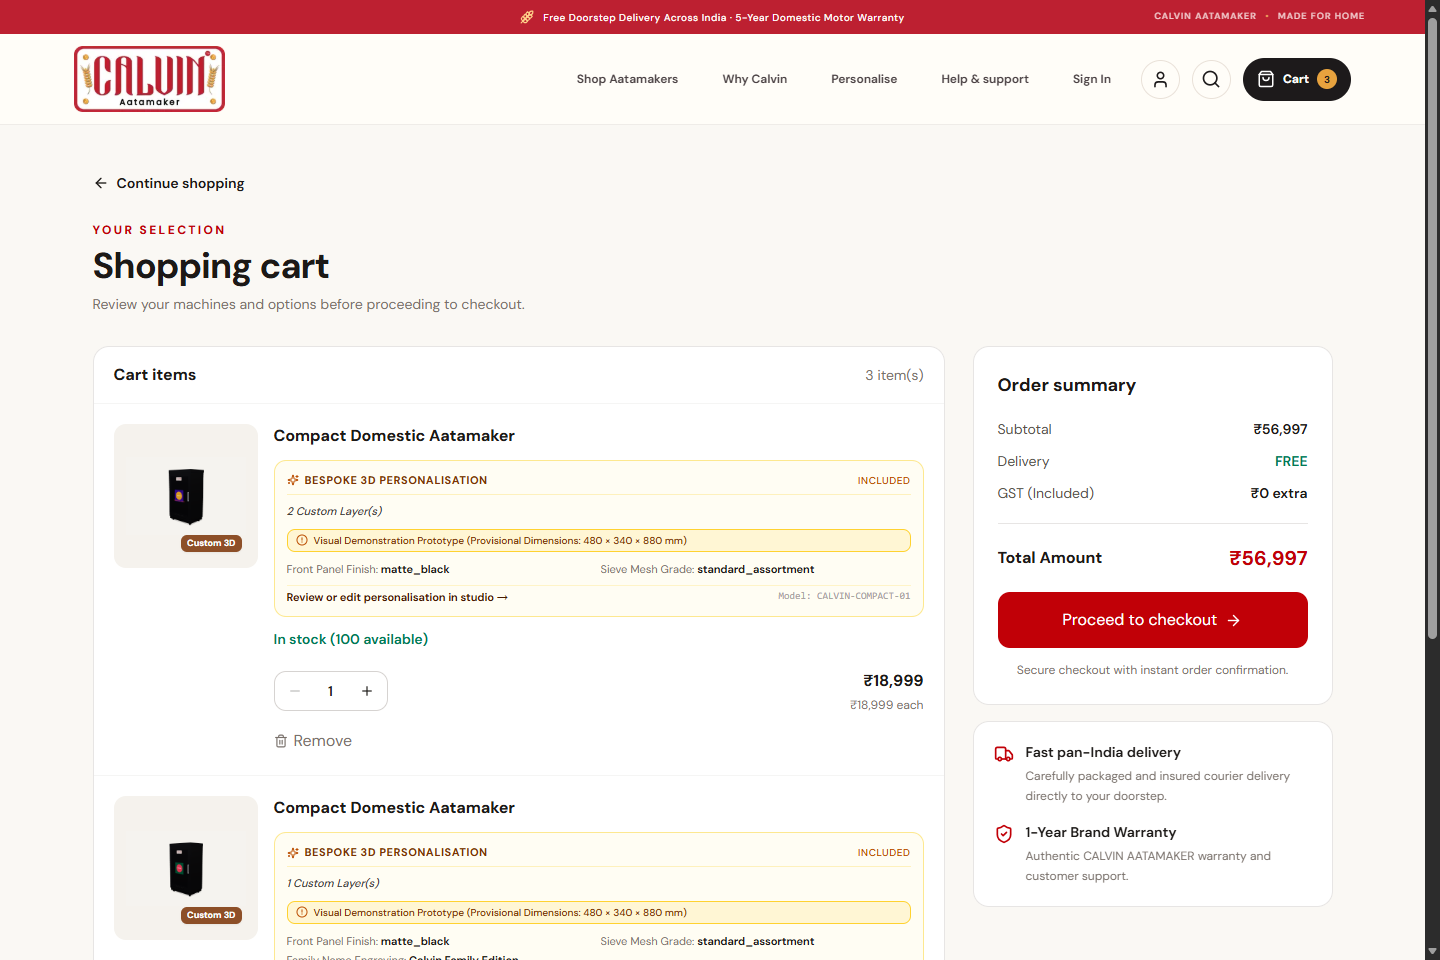 Free Doorstep Delivery Across India · 5-Year Domestic Motor Warranty
CALVIN AATAMAKER • MADE FOR HOME
CALVIN
Aatamaker
Shop Aatamakers
Why Calvin
Personalise
Help & support
Sign In
Cart 3
← Continue shopping
YOUR SELECTION
Shopping cart
Review your machines and options before proceeding to checkout.
Cart items
3 item(s)
Compact Domestic Aatamaker
BESPOKE 3D PERSONALISATION
INCLUDED
2 Custom Layer(s)
Visual Demonstration Prototype (Provisional Dimensions: 480 × 340 × 880 mm)
Front Panel Finish: matte_black
Sieve Mesh Grade: standard_assortment
Review or edit personalisation in studio →
Model: CALVIN-COMPACT-01
Custom 3D
In stock (100 available)
− 1 +
₹18,999
₹18,999 each
Remove
Compact Domestic Aatamaker
BESPOKE 3D PERSONALISATION
INCLUDED
1 Custom Layer(s)
Visual Demonstration Prototype (Provisional Dimensions: 480 × 340 × 880 mm)
Custom 3D
Front Panel Finish: matte_black
Sieve Mesh Grade: standard_assortment
Family Name Engraving: Calvin Family Edition
Order summary
Subtotal ₹56,997
Delivery FREE
GST (Included) ₹0 extra
Total Amount ₹56,997
Proceed to checkout →
Secure checkout with instant order confirmation.
Fast pan-India delivery
Carefully packaged and insured courier delivery
directly to your doorstep.
1-Year Brand Warranty
Authentic CALVIN AATAMAKER warranty and
customer support.